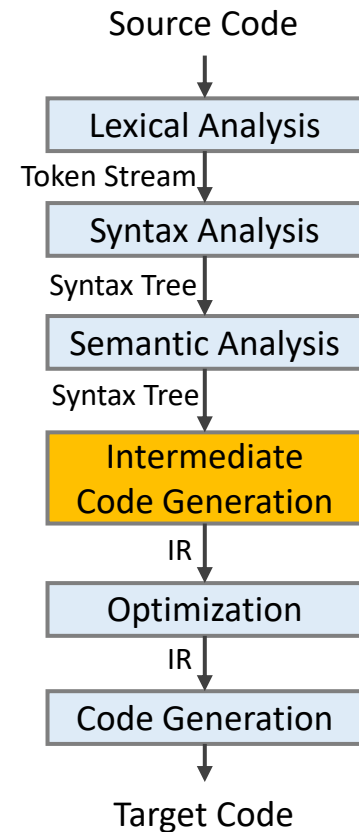 Source Code
Lexical Analysis
Token Stream
Syntax Analysis
Syntax Tree
Semantic Analysis
Syntax Tree
Intermediate
Code Generation
IR
Optimization
IR
Code Generation
Target Code